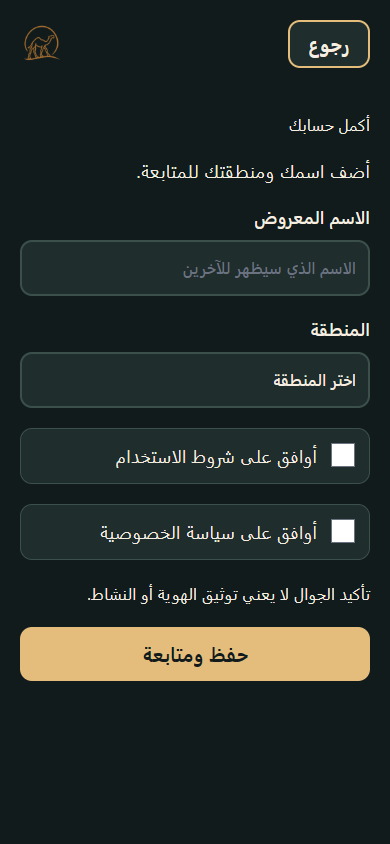 رجوع
أكمل حسابك
أضف اسمك ومنطقتك للمتابعة.
الاسم المعروض
الاسم الذي سيظهر للآخرين
المنطقة
اختر المنطقة
أوافق على شروط الاستخدام
أوافق على سياسة الخصوصية
تأكيد الجوال لا يعني توثيق الهوية أو النشاط.
حفظ ومتابعة